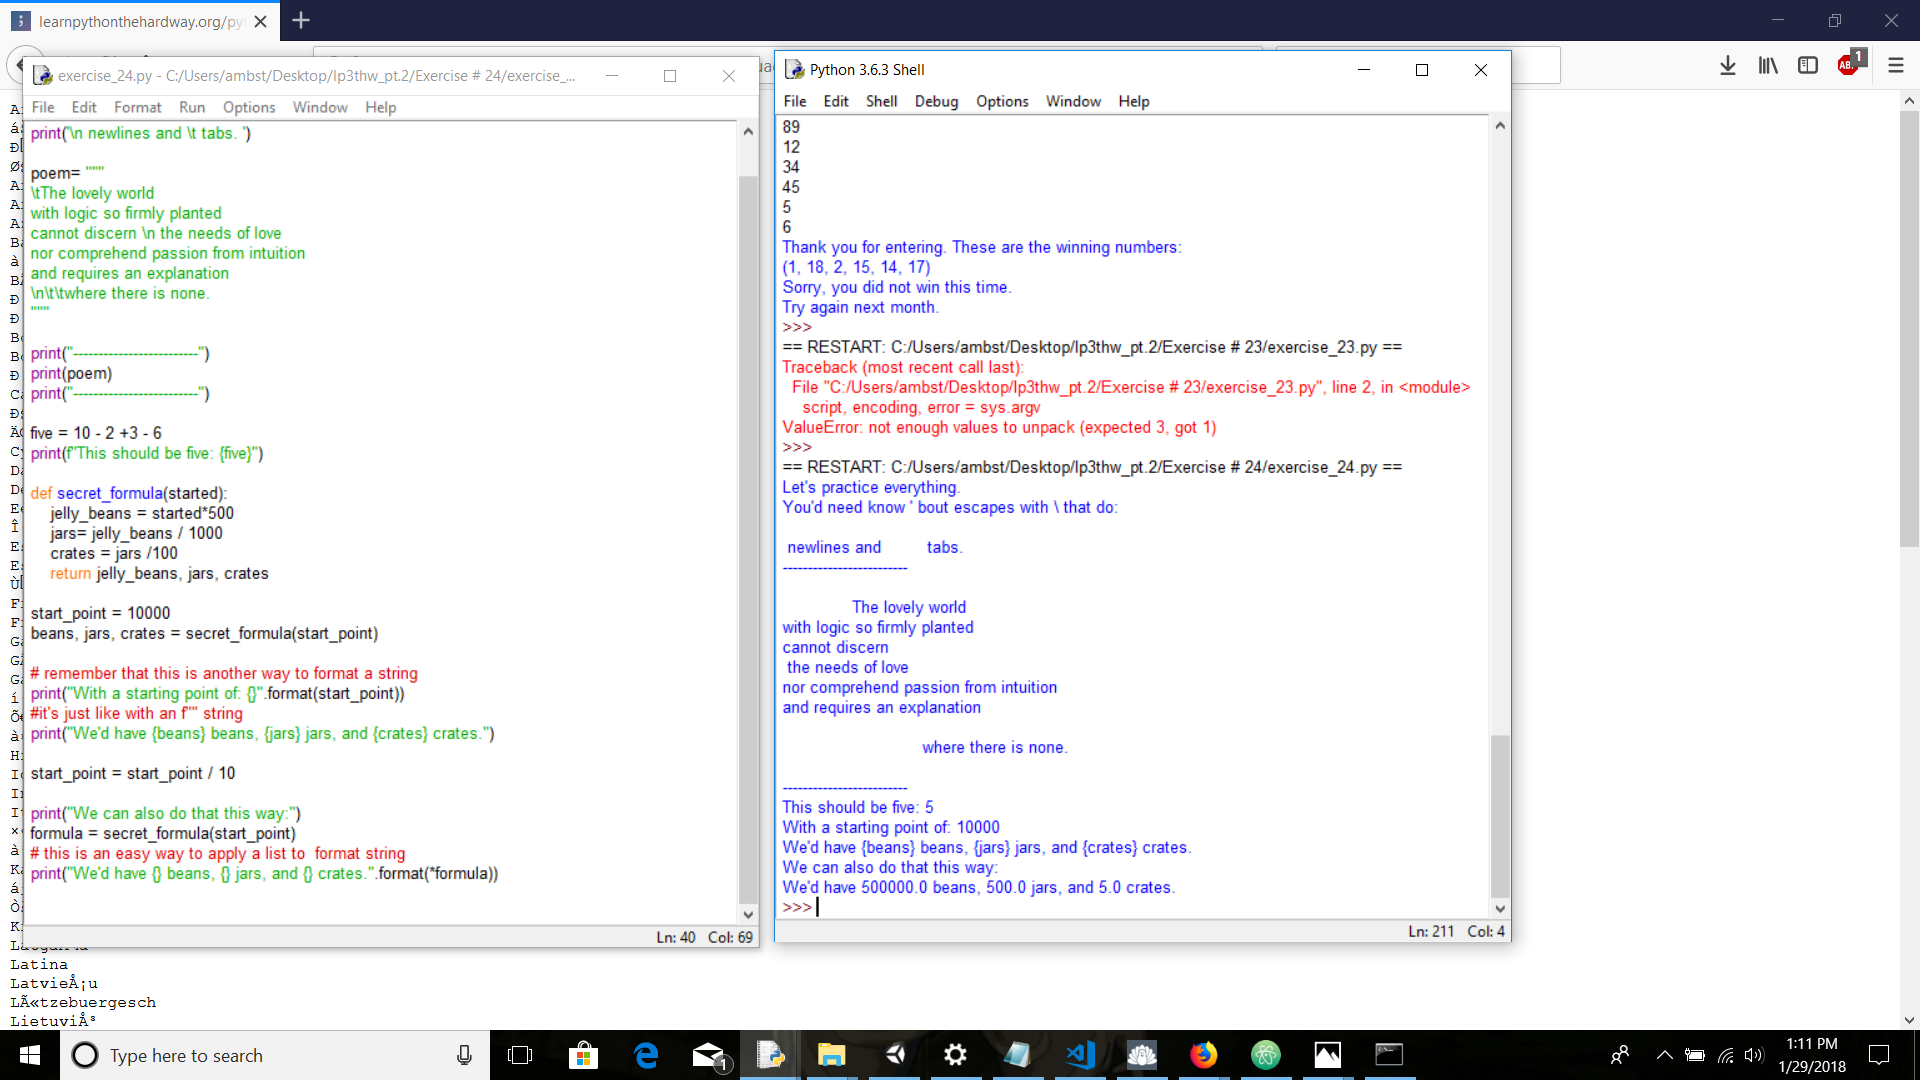 learnpythonthehardway.org/py
exercise_24.py - C:/Users/ambst/Desktop/lp3thw_pt.2/Exercise # 24/exercise_...
File Edit Format Run Options Window Help
print('\n newlines and \t tabs. ')
poem= """
\tThe lovely world
with logic so firmly planted
cannot discern \n the needs of love
nor comprehend passion from intuition
and requires an explanation
\n\t\twhere there is none.
"""
print("-------------------------")
print(poem)
print("-------------------------")
five = 10 - 2 +3 - 6
print(f"This should be five: {five}")
def secret_formula(started):
jelly_beans = started*500
jars= jelly_beans / 1000
crates = jars /100
return jelly_beans, jars, crates
start_point = 10000
beans, jars, crates = secret_formula(start_point)
# remember that this is another way to format a string
print("With a starting point of: {}".format(start_point))
#it's just like with an f"" string
print("We'd have {beans} beans, {jars} jars, and {crates} crates.")
start_point = start_point / 10
print("We can also do that this way:")
formula = secret_formula(start_point)
# this is an easy way to apply a list to  format string
print("We'd have {} beans, {} jars, and {} crates.".format(*formula))
Ln: 40 Col: 69
Python 3.6.3 Shell
File Edit Shell Debug Options Window Help
89
12
34
45
5
6
Thank you for entering. These are the winning numbers:
(1, 18, 2, 15, 14, 17)
Sorry, you did not win this time.
Try again next month.
>>>
== RESTART: C:/Users/ambst/Desktop/lp3thw_pt.2/Exercise # 23/exercise_23.py ==
Traceback (most recent call last):
File "C:/Users/ambst/Desktop/lp3thw_pt.2/Exercise # 23/exercise_23.py", line 2, in <module>
script, encoding, error = sys.argv
ValueError: not enough values to unpack (expected 3, got 1)
>>>
== RESTART: C:/Users/ambst/Desktop/lp3thw_pt.2/Exercise # 24/exercise_24.py ==
Let's practice everything.
You'd need know ' bout escapes with \ that do:
newlines and tabs.
-------------------------
The lovely world
with logic so firmly planted
cannot discern
the needs of love
nor comprehend passion from intuition
and requires an explanation
where there is none.
-------------------------
This should be five: 5
With a starting point of: 10000
We'd have {beans} beans, {jars} jars, and {crates} crates.
We can also do that this way:
We'd have 500000.0 beans, 500.0 jars, and 5.0 crates.
>>>
Ln: 211 Col: 4
ABP 1
Latina
LatvieÅ¡u
LÃ«tzebuergesch
LietuviÅ³
Type here to search
1
1:11 PM
1/29/2018